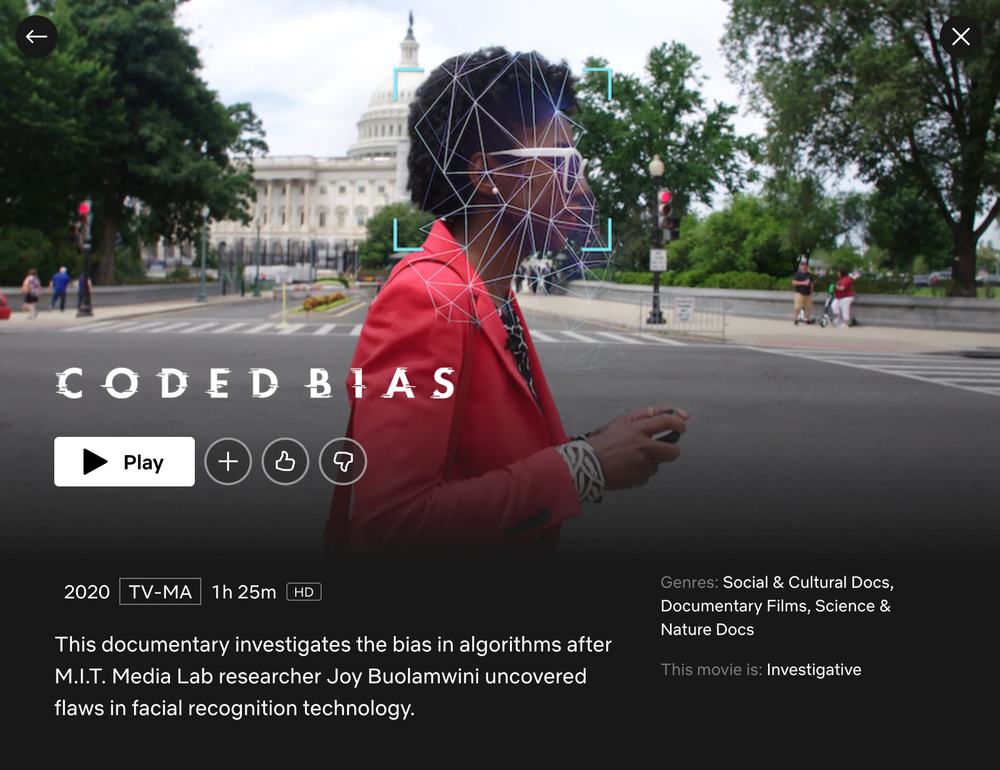 CODED BIAS
Play
2020 TV-MA 1h 25m HD
This documentary investigates the bias in algorithms after
M.I.T. Media Lab researcher Joy Buolamwini uncovered
flaws in facial recognition technology.
Genres: Social & Cultural Docs,
Documentary Films, Science &
Nature Docs
This movie is: Investigative